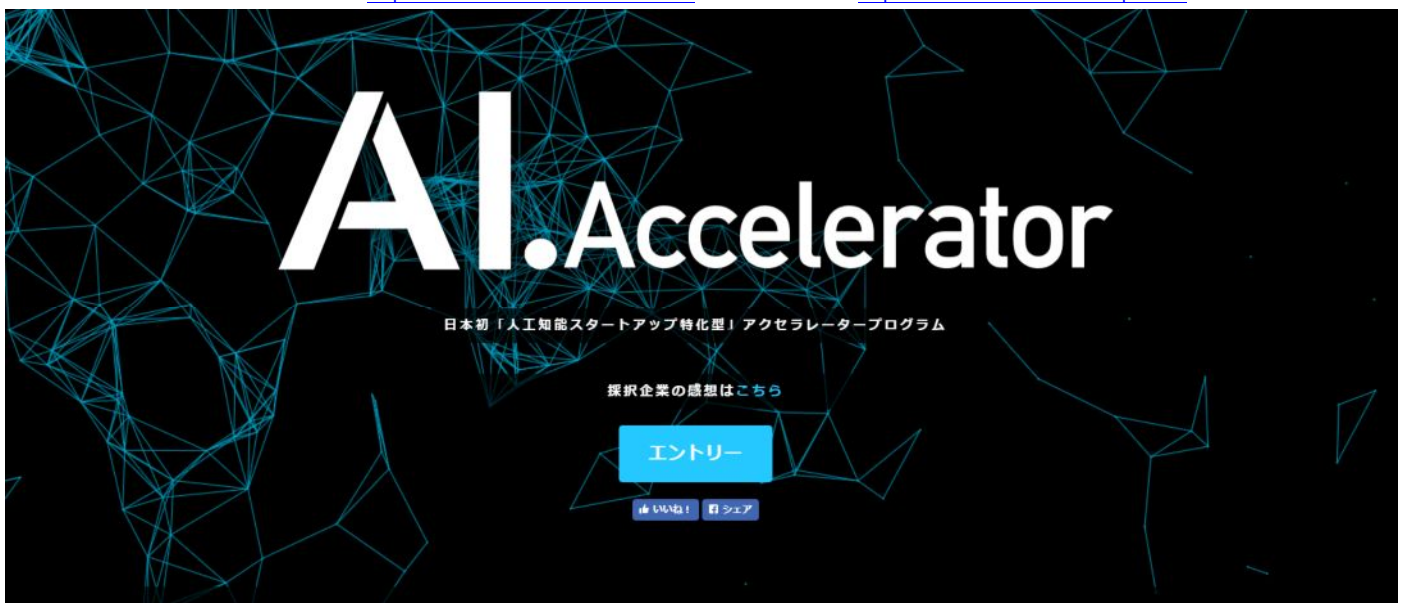 AI.Accelerator
日本初「人工知能スタートアップ特化型」アクセラレータープログラム
採択企業の感想はこちら
エントリー
いいね！ シェア